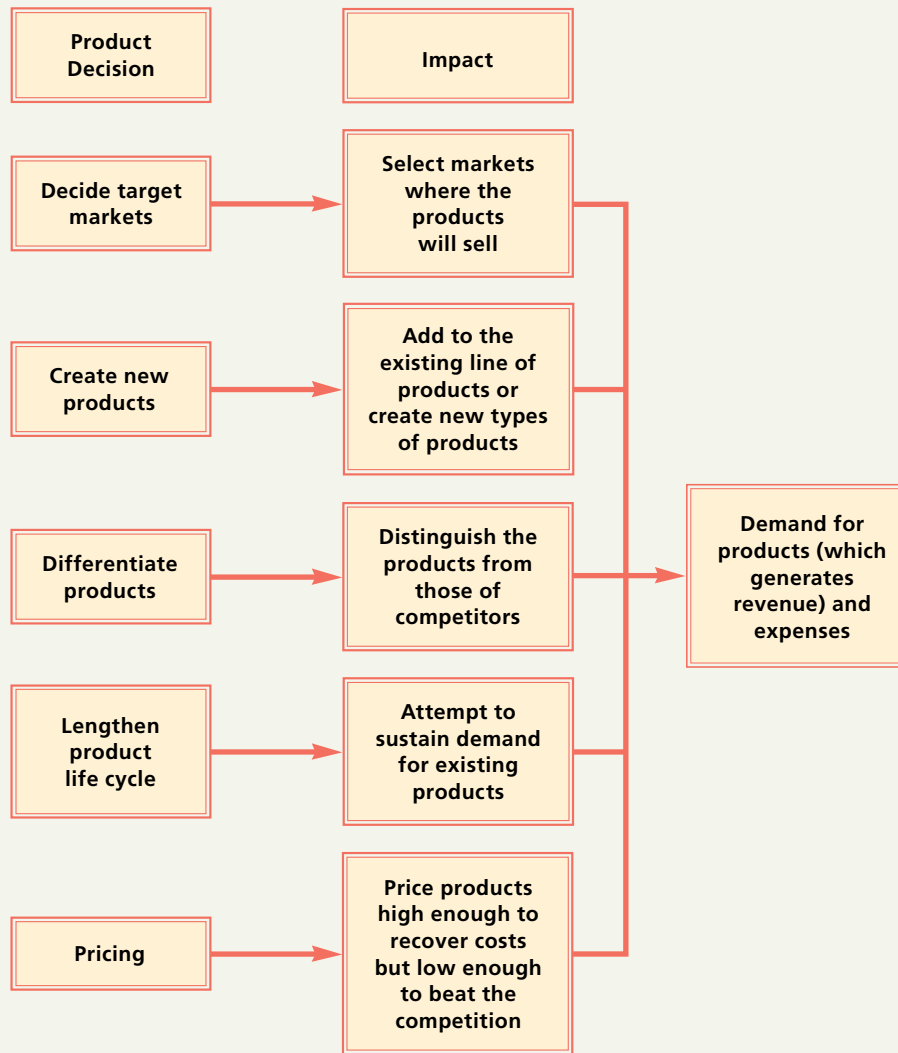 Product
Decision
Impact
Decide target
markets
Select markets
where the
products
will sell
Create new
products
Add to the
existing line of
products or
create new types
of products
Differentiate
products
Distinguish the
products from
those of
competitors
Demand for
products (which
generates
revenue) and
expenses
Lengthen
product
life cycle
Attempt to
sustain demand
for existing
products
Pricing
Price products
high enough to
recover costs
but low enough
to beat the
competition